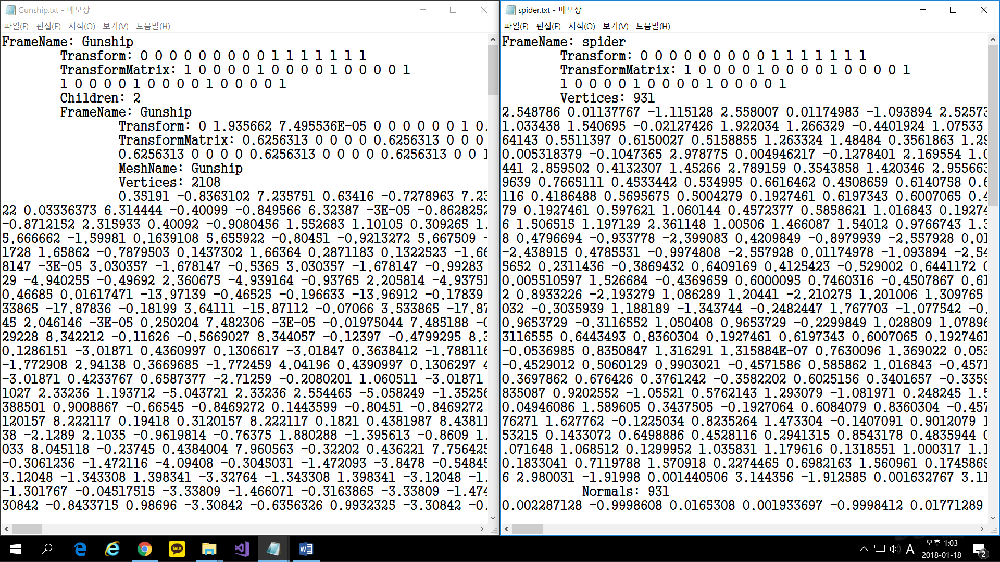 Gunship.txt - 메모장
파일(F) 편집(E) 서식(O) 보기(V) 도움말(H)
FrameName: Gunship
Transform: 0 0 0 0 0 0 0 0 0 1 1 1 1 1 1 1
TransformMatrix: 1 0 0 0 0 1 0 0 0 0 1 0 0 0 0 1
1 0 0 0 0 1 0 0 0 0 1 0 0 0 0 1
Children: 2
FrameName: Gunship
Transform: 0 1.935662 7.495536E-05 0 0 0 0 0 0 1 0.
TransformMatrix: 0.6256313 0 0 0 0 0.6256313 0 0 0
0.6256313 0 0 0 0 0.6256313 0 0 0 0 0.6256313 0 0 1
MeshName: Gunship
Vertices: 2108
0.35191 -0.8363102 7.235751 0.63416 -0.7278963 7.23
22 0.03336373 6.314444 -0.40099 -0.849566 6.32387 -3E-05 -0.8628252
-0.8712152 2.315933 0.40092 -0.9080456 1.552683 1.10105 0.309265 1.
5.666662 -1.59981 0.1639108 5.655922 -0.80451 -0.9213272 5.667509 -
1728 1.65862 -0.7879503 0.1437302 1.66364 0.2871183 0.1322523 -1.66
8147 -3E-05 3.030357 -1.678147 -0.5365 3.030357 -1.678147 -0.99283
29 -4.940255 -0.49692 2.360675 -4.939164 -0.93765 2.205814 -4.93751
0.46685 0.01617471 -13.97139 -0.46525 -0.196633 -13.96912 -0.17839
33865 -17.87836 -0.18199 3.64111 -15.87112 -0.07066 3.533865 -17.87
45 2.046146 -3E-05 0.250204 7.482306 -3E-05 -0.01975044 7.485188 -0
29228 8.342212 -0.11626 -0.5669027 8.344057 -0.12397 -0.4799295 8.3
0.1286151 -3.01871 0.4360997 0.1306617 -3.01847 0.3638412 -1.788116
-1.772908 2.94138 0.3669685 -1.772459 4.04196 0.4390997 0.1306297 4
-3.01871 0.4233767 0.6587377 -2.71259 -0.2080201 1.060511 -3.01871
1027 2.33236 1.193712 -5.043721 2.33236 2.554465 -5.058249 -1.35256
388501 0.9008867 -0.66545 -0.8469272 0.1443599 -0.80451 -0.8469272
120157 8.222117 0.19418 0.3120157 8.222117 0.1821 0.4381987 8.43811
38 -2.1289 2.1035 -0.9619814 -0.76375 1.880288 -1.395613 -0.8609 1.
033 8.045118 -0.23745 0.4384004 7.960563 -0.32202 0.436221 7.756425
-0.3061236 -1.472116 -4.09408 -0.3045031 -1.472093 -3.8478 -0.54845
3.12048 -1.343308 1.398341 -3.32764 -1.343308 1.398341 -3.12048 -1.
-1.301767 -0.04517515 -3.33809 -1.466071 -0.3163865 -3.33809 -1.474
30842 -0.8433715 0.98696 -3.30842 -0.6356326 0.9932325 -3.30842 -0.
spider.txt - 메모장
파일(F) 편집(E) 서식(O) 보기(V) 도움말(H)
FrameName: spider
Transform: 0 0 0 0 0 0 0 0 0 1 1 1 1 1 1 1
TransformMatrix: 1 0 0 0 0 1 0 0 0 0 1 0 0 0 0 1
1 0 0 0 0 1 0 0 0 0 1 0 0 0 0 1
Vertices: 931
2.548786 0.01137767 -1.115128 2.558007 0.01174983 -1.093894 2.52573
1.033438 1.540695 -0.02127426 1.922034 1.266329 -0.4401924 1.07533
64143 0.5511397 0.6150027 0.5158855 1.263324 1.48484 0.3561863 1.29
0.005318379 -0.1047365 2.978775 0.004946217 -0.1278401 2.169554 1.0
441 2.859502 0.4132307 1.45266 2.789159 0.3543858 1.420346 2.955663
9639 0.7665111 0.4533442 0.534995 0.6616462 0.4508659 0.6140758 0.6
116 0.4186488 0.5695675 0.5004279 0.1927461 0.6197343 0.6007065 0.4
79 0.1927461 0.597621 1.060144 0.4572377 0.5858621 1.016843 0.19274
6 1.506515 1.197129 2.361148 1.00506 1.466087 1.54012 0.9766743 1.3
8 0.4796694 -0.933778 -2.399083 0.4209849 -0.8979939 -2.557928 0.01
-2.438915 0.4785531 -0.9974808 -2.557928 0.01174978 -1.093894 -2.54
5652 0.2311436 -0.3869432 0.6409169 0.4125423 -0.529002 0.6441172 0
0.005510597 1.526684 -0.4369659 0.6000095 0.7460316 -0.4507867 0.61
2 0.8933226 -2.193279 1.086289 1.20441 -2.210275 1.201006 1.309765
032 -0.3035939 1.188189 -1.343744 -0.2482447 1.767703 -1.077542 -0.
0.9653729 -0.3116552 1.050408 0.9653729 -0.2299849 1.028809 1.07896
3116555 0.6443493 0.8360304 0.1927461 0.6197343 0.6007065 0.1927461
-0.0536985 0.8350847 1.316291 1.315884E-07 0.7630096 1.369022 0.053
-0.4529012 0.5060129 0.9903021 -0.4571586 0.585862 1.016843 -0.4571
0.3697862 0.676426 0.3761242 -0.3582202 0.6025156 0.3401657 -0.3359
835087 0.9202552 -1.05521 0.5762143 1.293079 -1.081971 0.248245 1.5
0.04946086 1.589605 0.3437505 -0.1927064 0.6084079 0.8360304 -0.457
76271 1.627762 -0.1225034 0.8235264 1.473304 -0.1407091 0.9012079 1
53215 0.1433072 0.6498886 0.4528116 0.2941315 0.8543178 0.4835944 0
.071648 1.068512 0.1299952 1.035831 1.179616 0.1318551 1.000317 1.1
0.1833041 0.7119788 1.570918 0.2274465 0.6982163 1.560961 0.1745869
6 2.980031 -1.91998 0.001440506 3.144356 -1.912585 0.001632767 3.11
Normals: 931
0.002287128 -0.9998608 0.0165308 0.001933697 -0.9998412 0.01771289
TALK
A
오후 1:03
2018-01-18
2